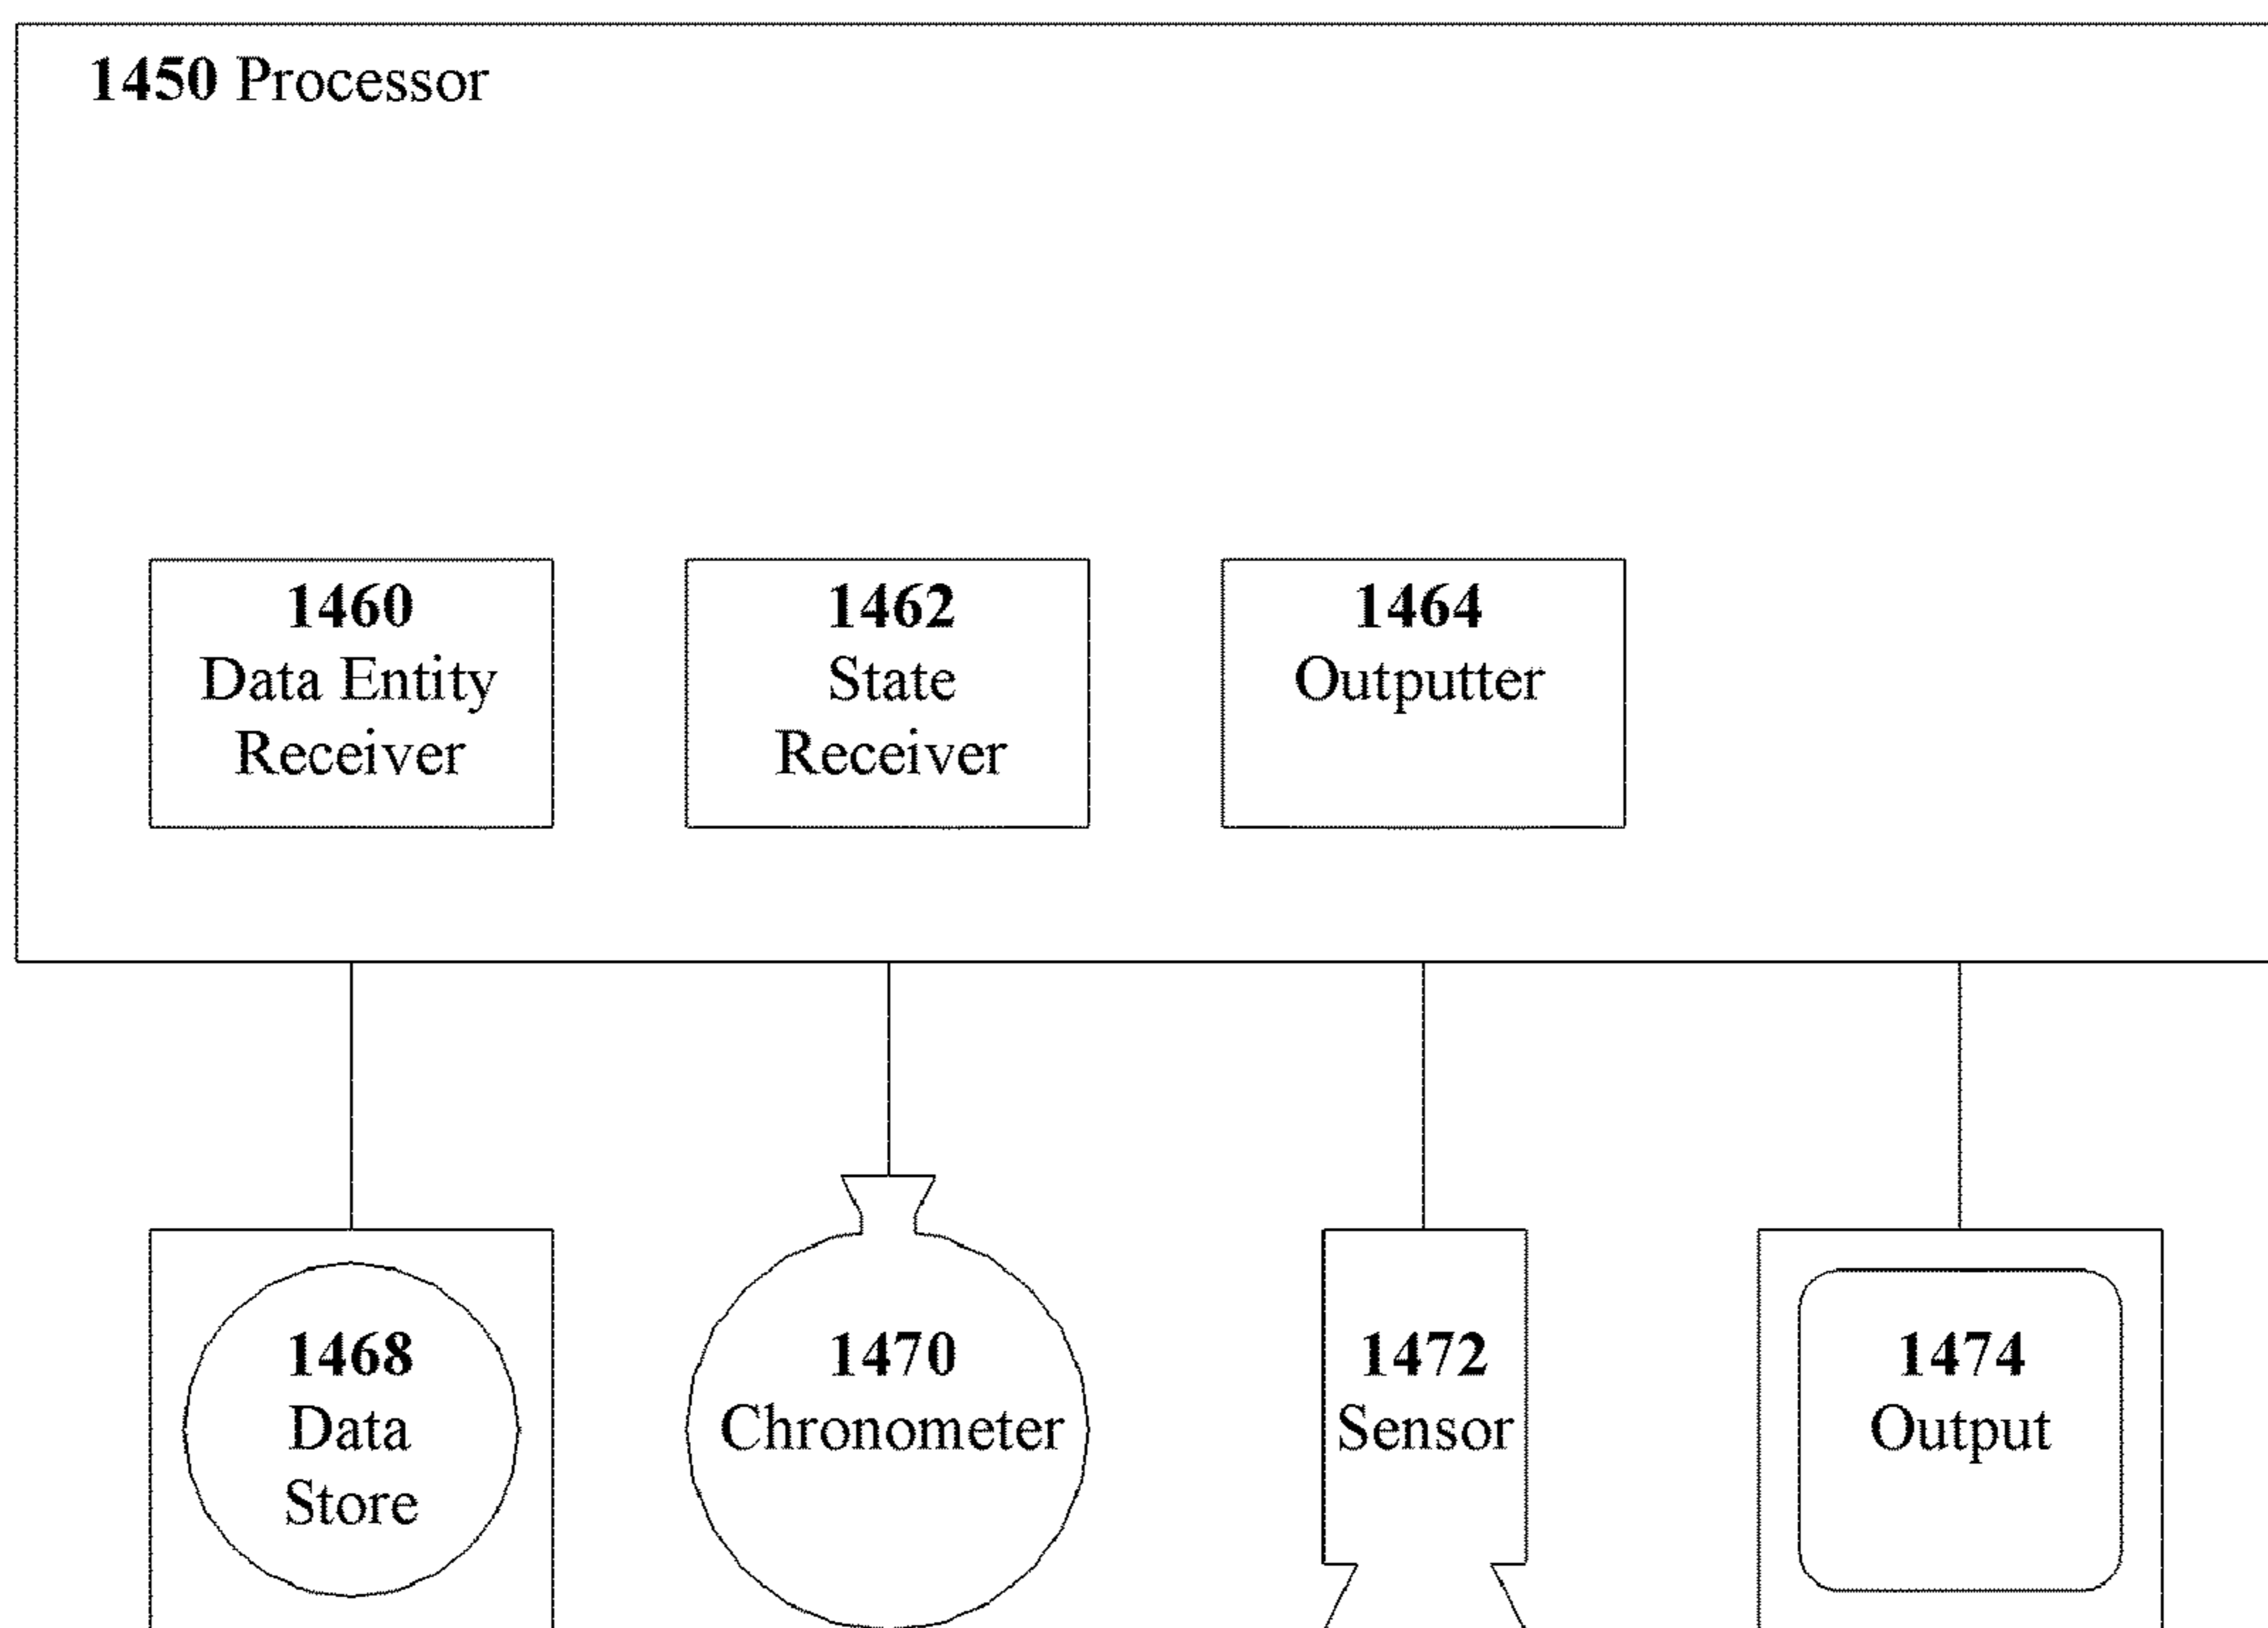 1450 Processor
1460
Data Entity
Receiver
1462
State
Receiver
1464
Outputter
1468
Data
Store
1470
Chronometer
1472
Sensor
1474
Output